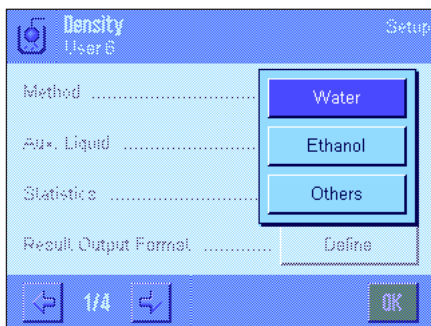 Density
User 6
Setup
Method ........................
Water
Aux. Liquid ........................
Ethanol
Statistics ........................
Others
Result Output Format ............
Define
1/4
OK